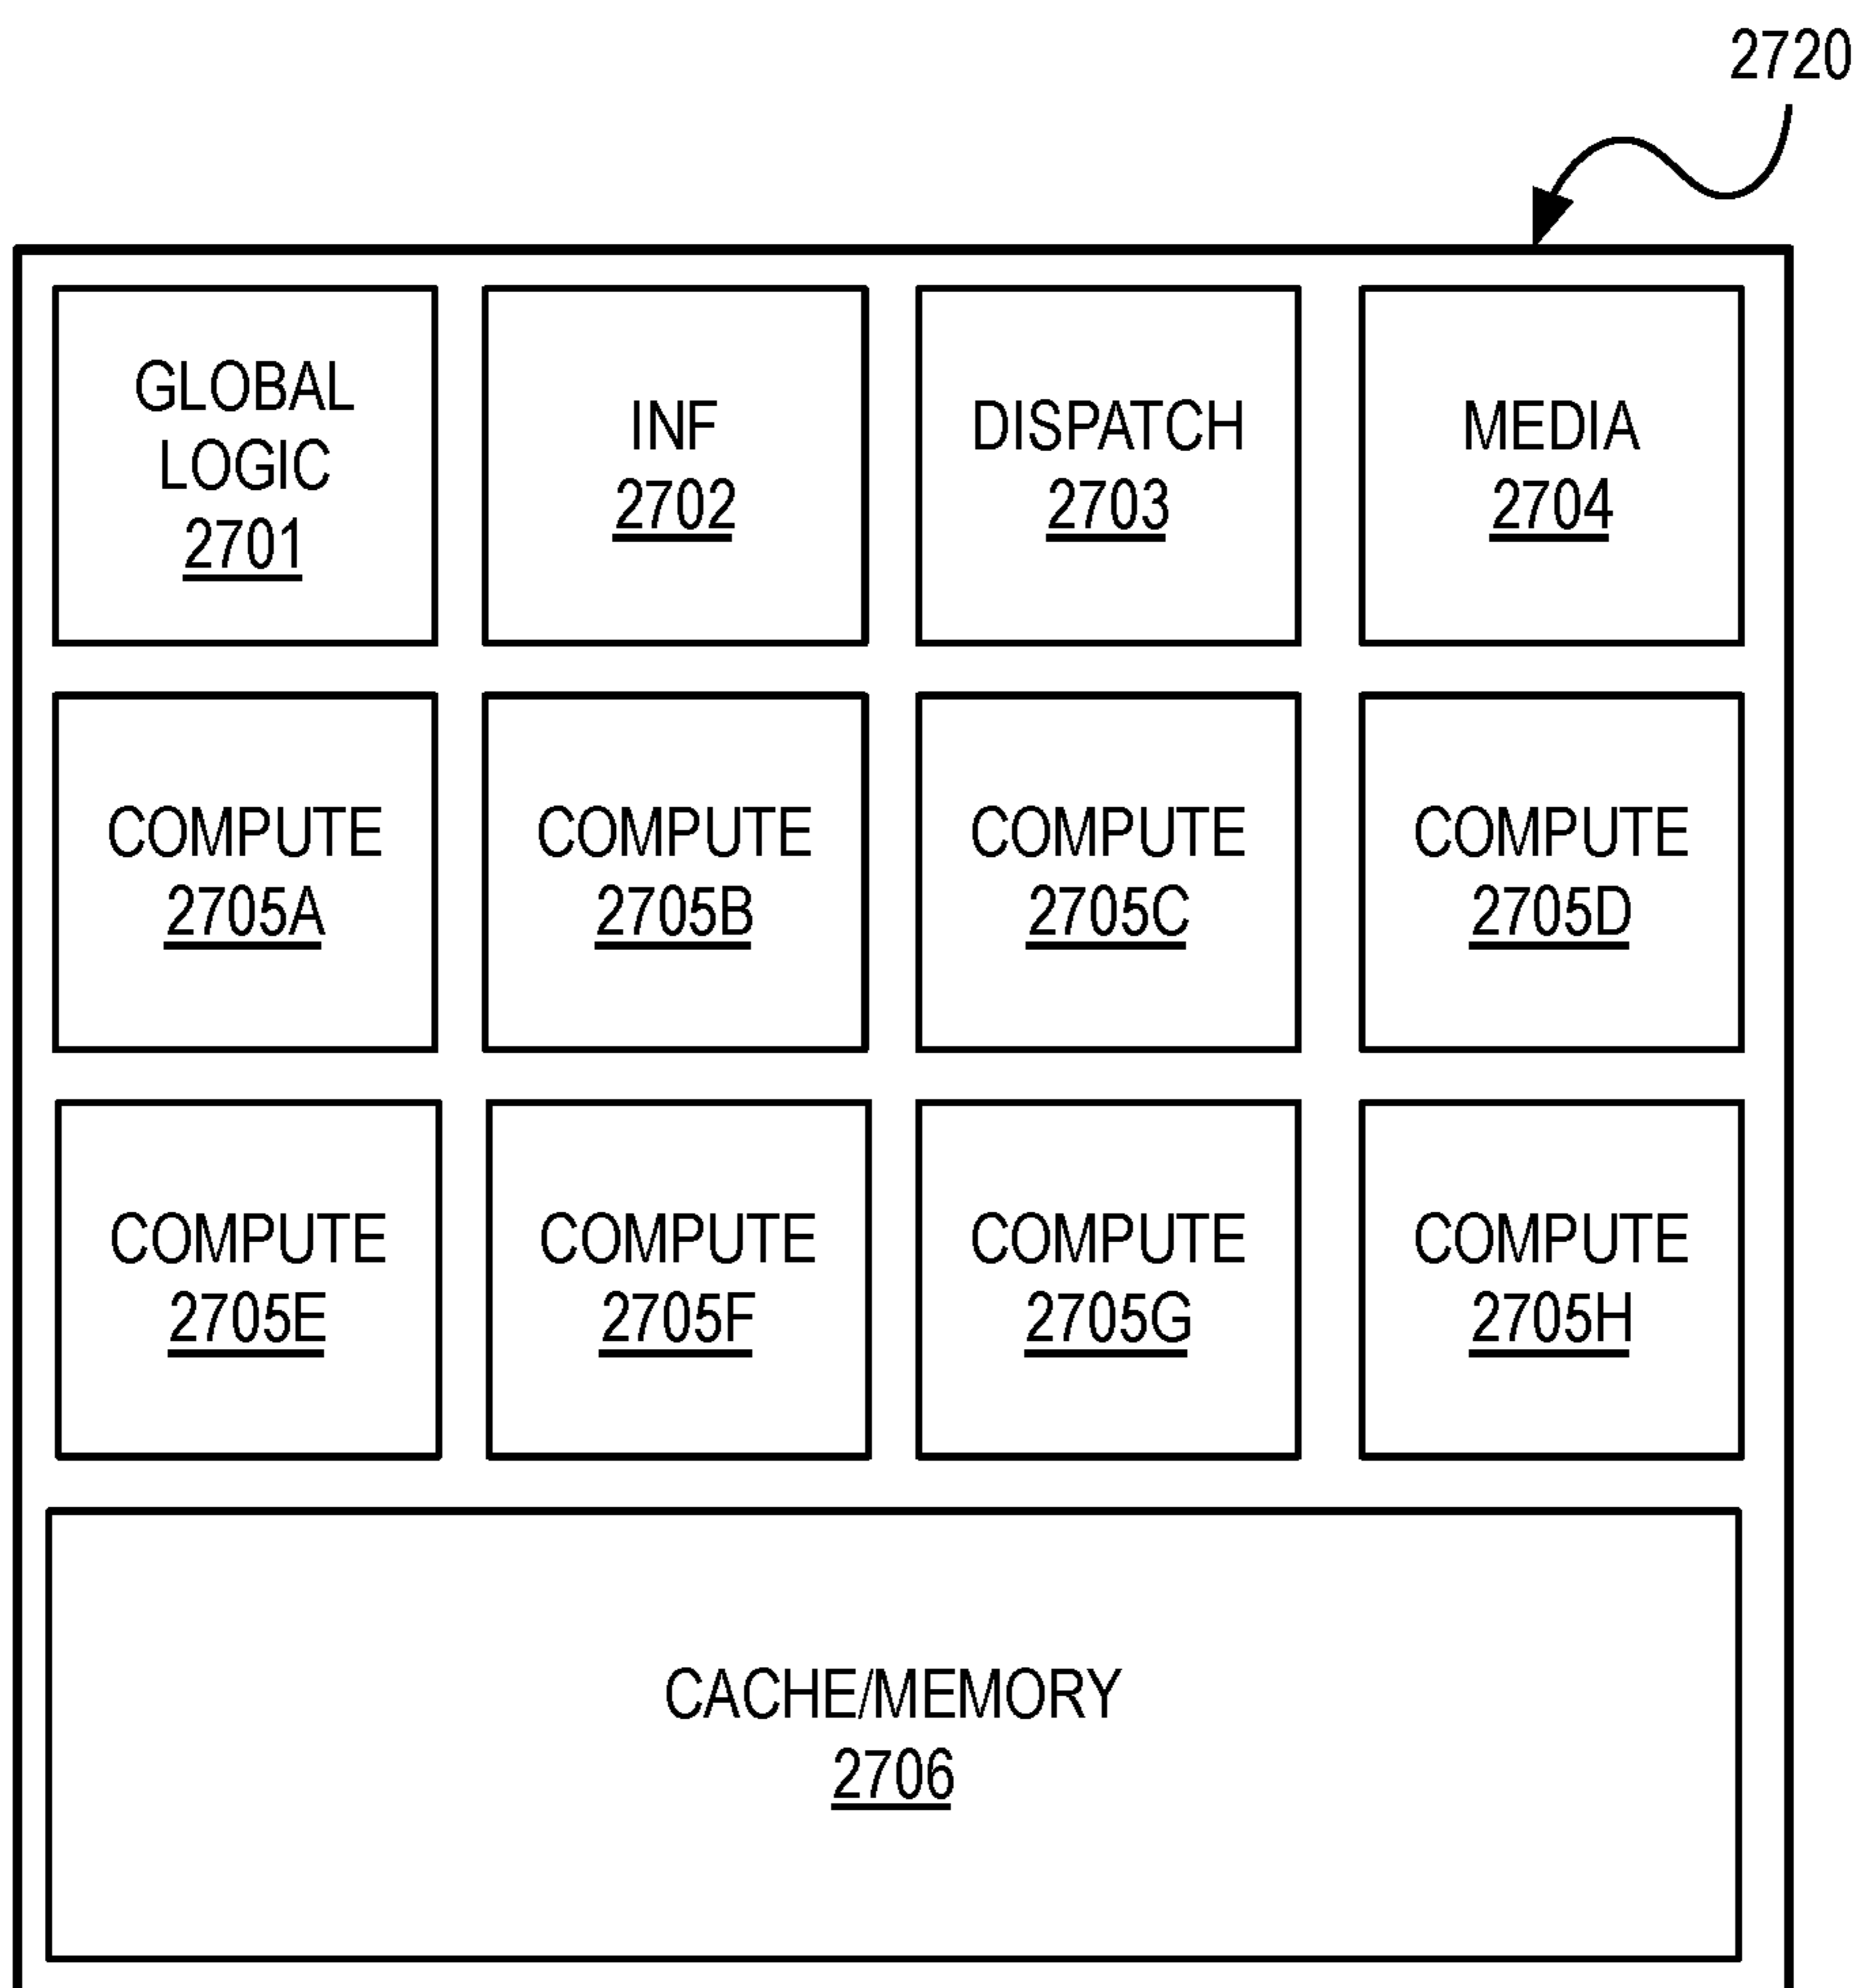 2720
GLOBAL
LOGIC
2701
INF
2702
DISPATCH
2703
MEDIA
2704
COMPUTE
2705A
COMPUTE
2705B
COMPUTE
2705C
COMPUTE
2705D
COMPUTE
2705E
COMPUTE
2705F
COMPUTE
2705G
COMPUTE
2705H
CACHE/MEMORY
2706